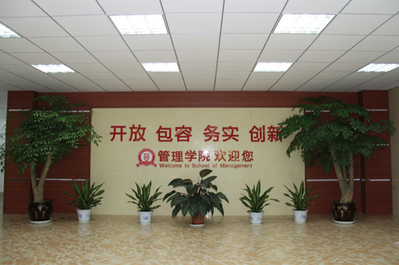 开放 包容 务实 创新
管理学院 欢迎您
Welcome to School of Management